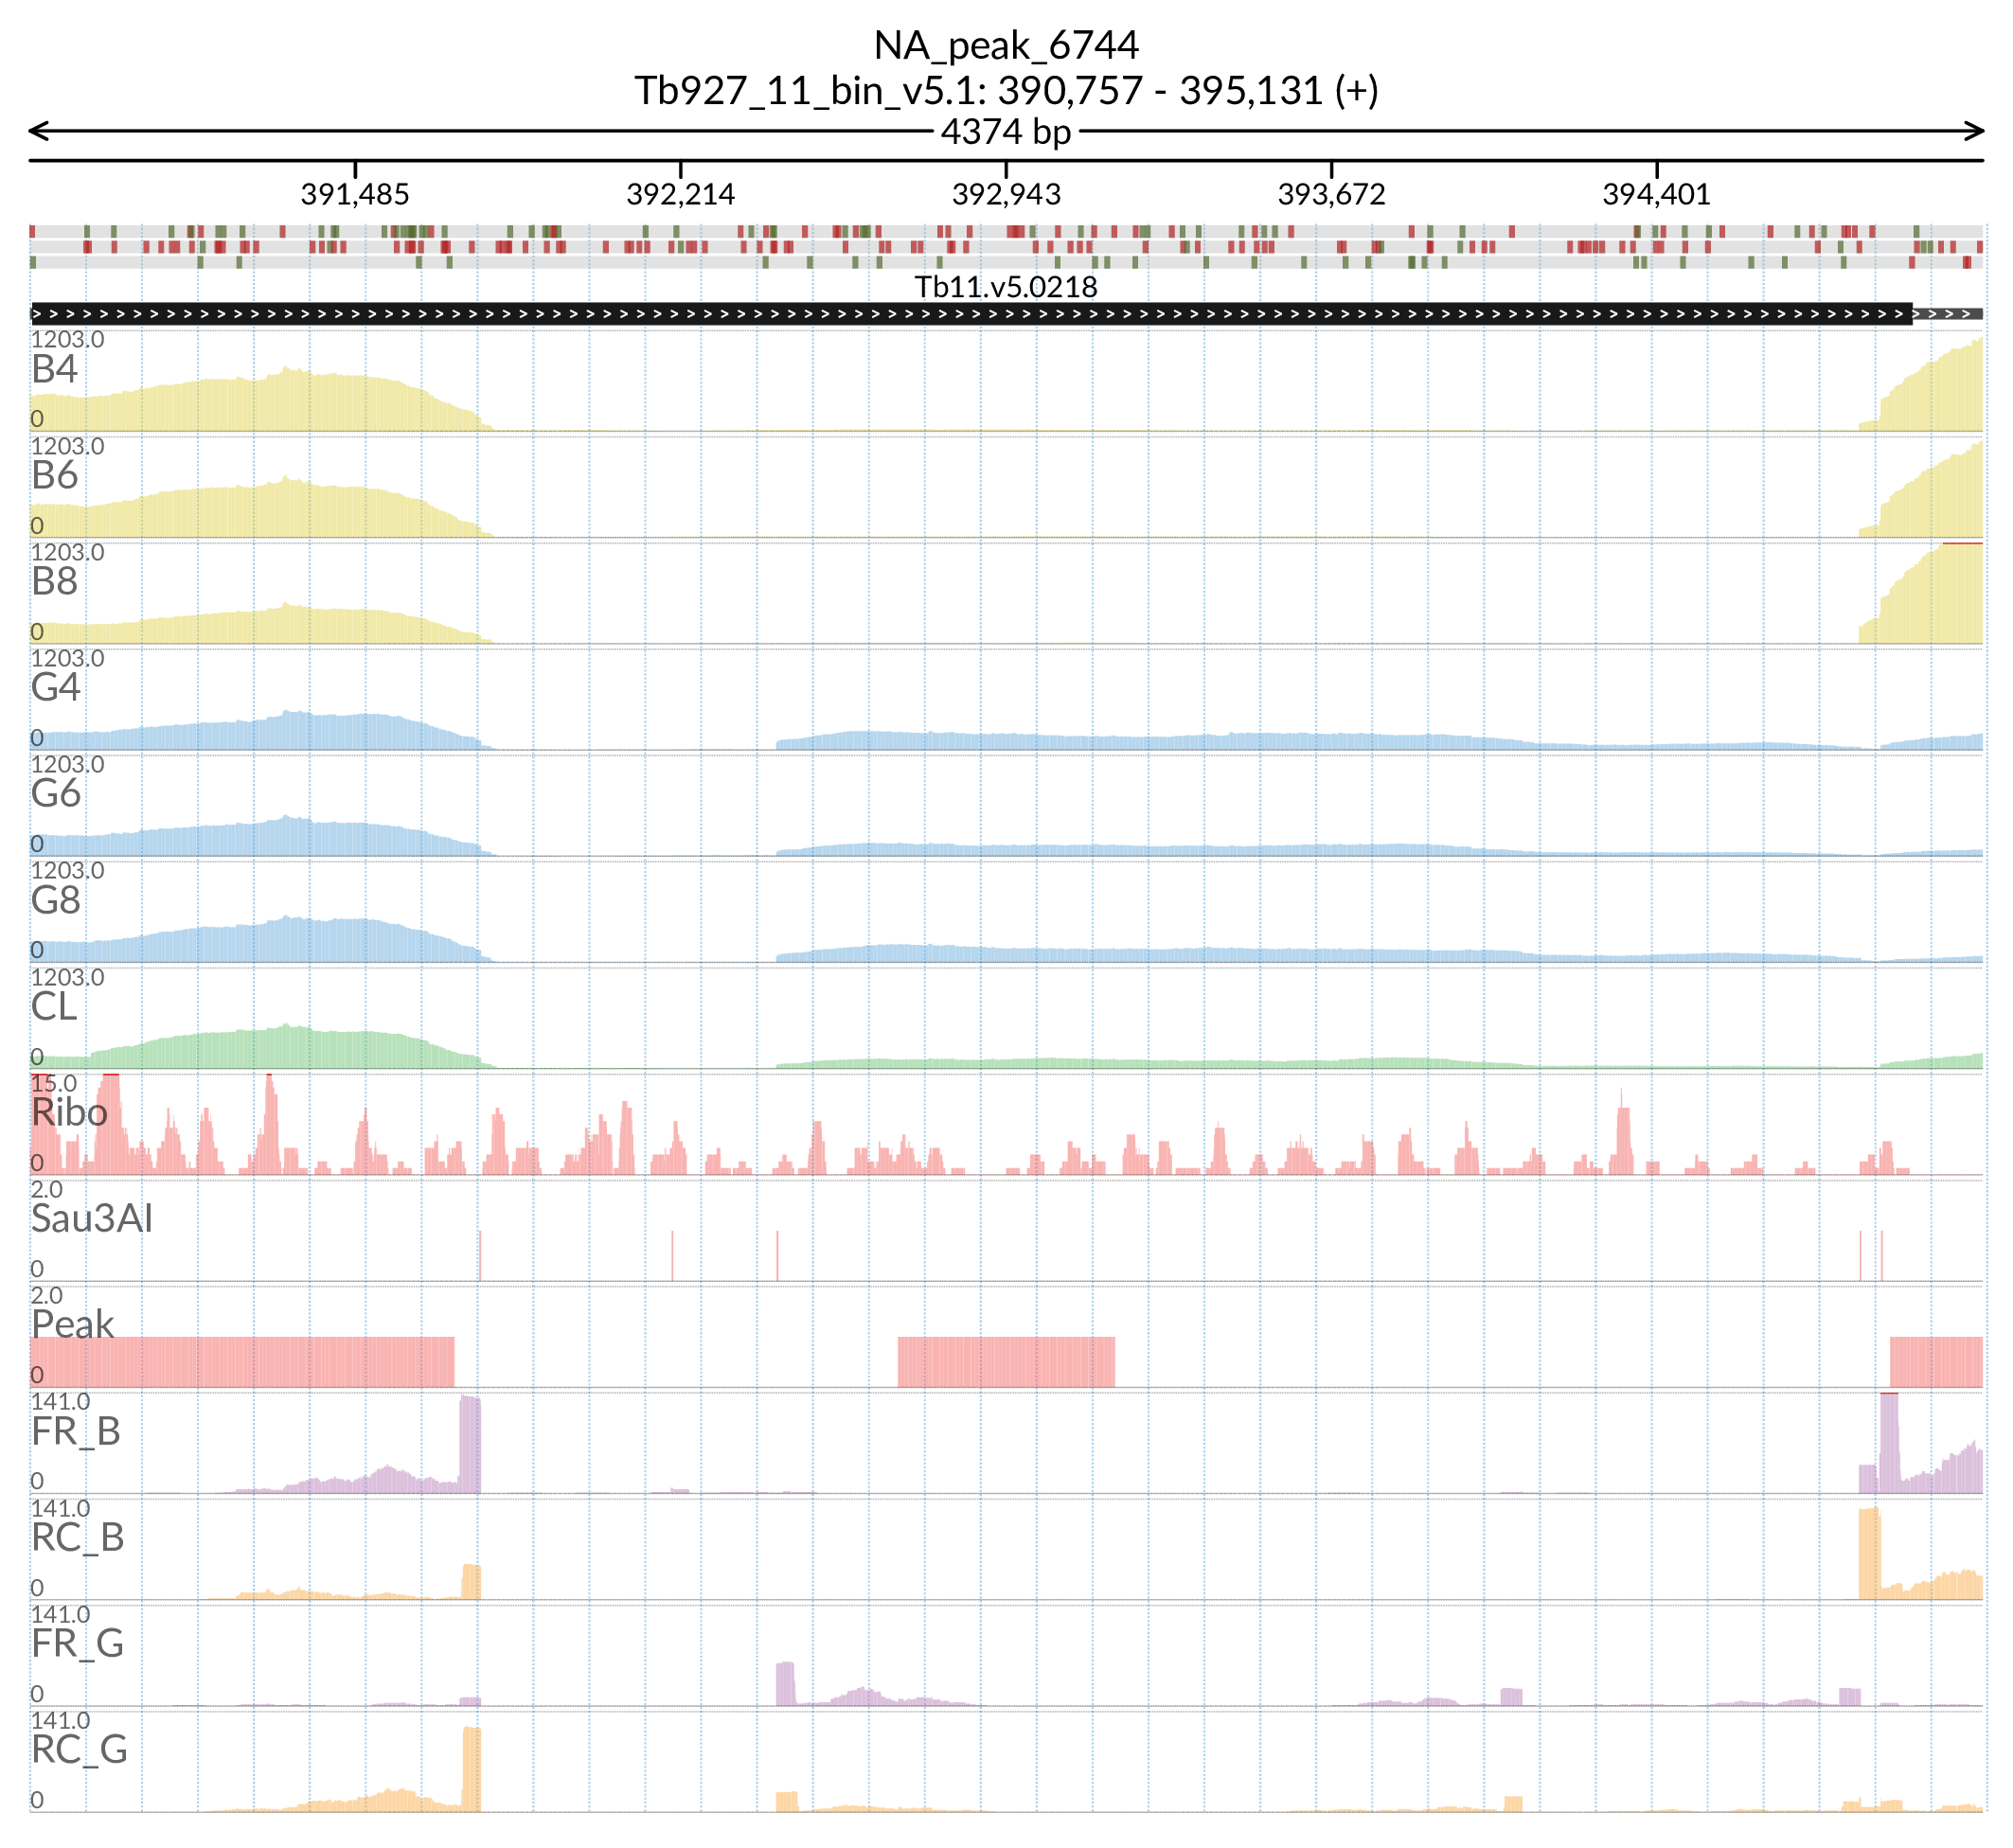 NA_peak_6744
Tb927_11_bin_v5.1: 390,757 - 395,131 (+)
4374 bp
391,485 392,214 392,943 393,672 394,401
Tb11.v5.0218
1203.0
B4
0
1203.0
B6
0
1203.0
B8
0
1203.0
G4
0
1203.0
G6
0
1203.0
G8
0
1203.0
CL
0
15.0
Ribo
0
2.0
Sau3AI
0
2.0
Peak
0
141.0
FR_B
0
141.0
RC_B
0
141.0
FR_G
0
141.0
RC_G
0